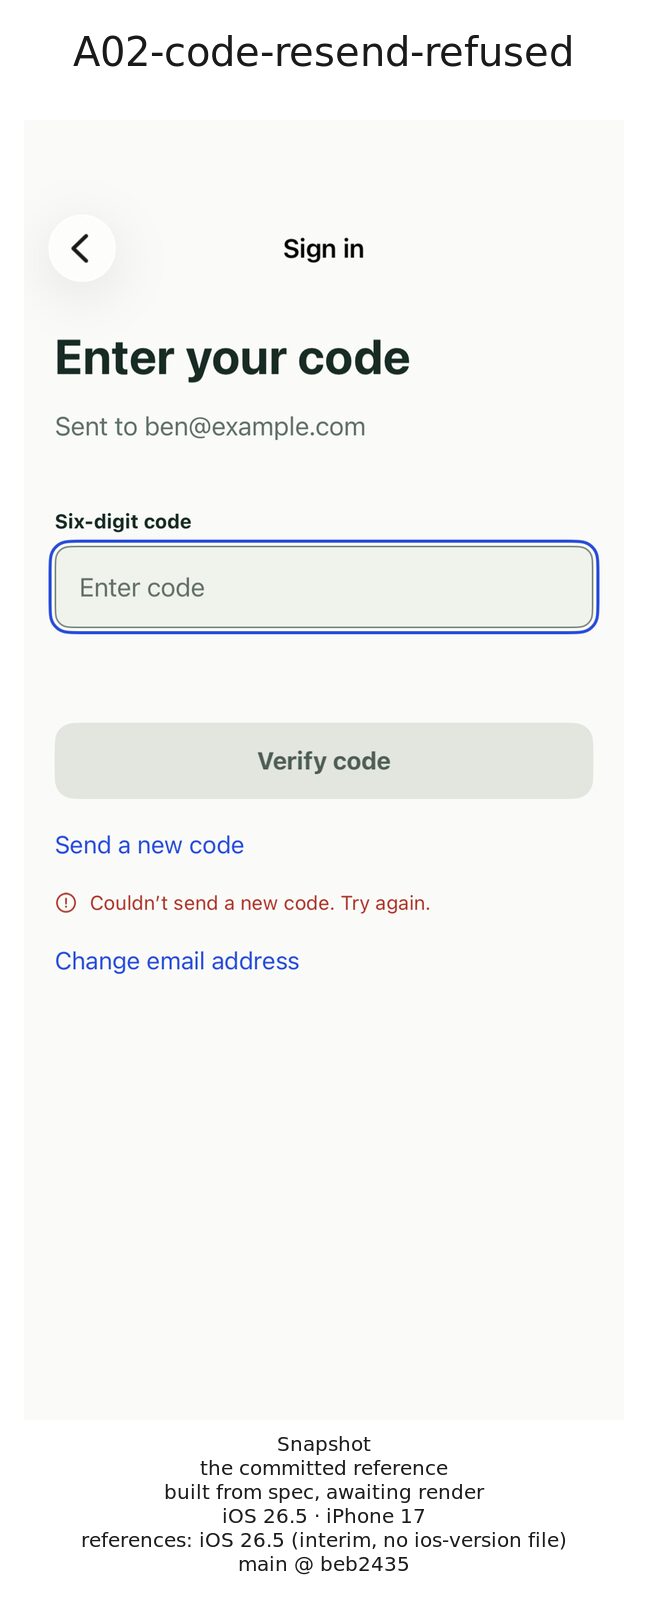 A02-code-resend-refused
Sign in
Enter your code
Sent to ben@example.com
Six-digit code
Enter code
Verify code
Send a new code
Couldn’t send a new code. Try again.
Change email address
Snapshot
the committed reference
built from spec, awaiting render
iOS 26.5 · iPhone 17
references: iOS 26.5 (interim, no ios-version file)
main @ beb2435